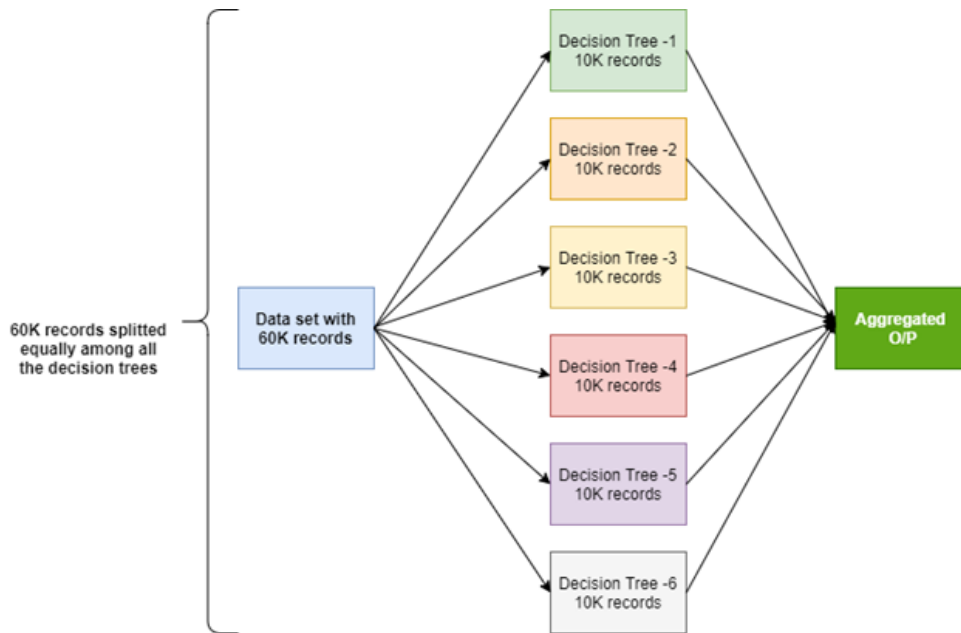 60K records splitted
equally among all
the decision trees
Data set with
60K records
Decision Tree -1
10K records
Decision Tree -2
10K records
Decision Tree -3
10K records
Decision Tree -4
10K records
Decision Tree -5
10K records
Decision Tree -6
10K records
Aggregated
O/P